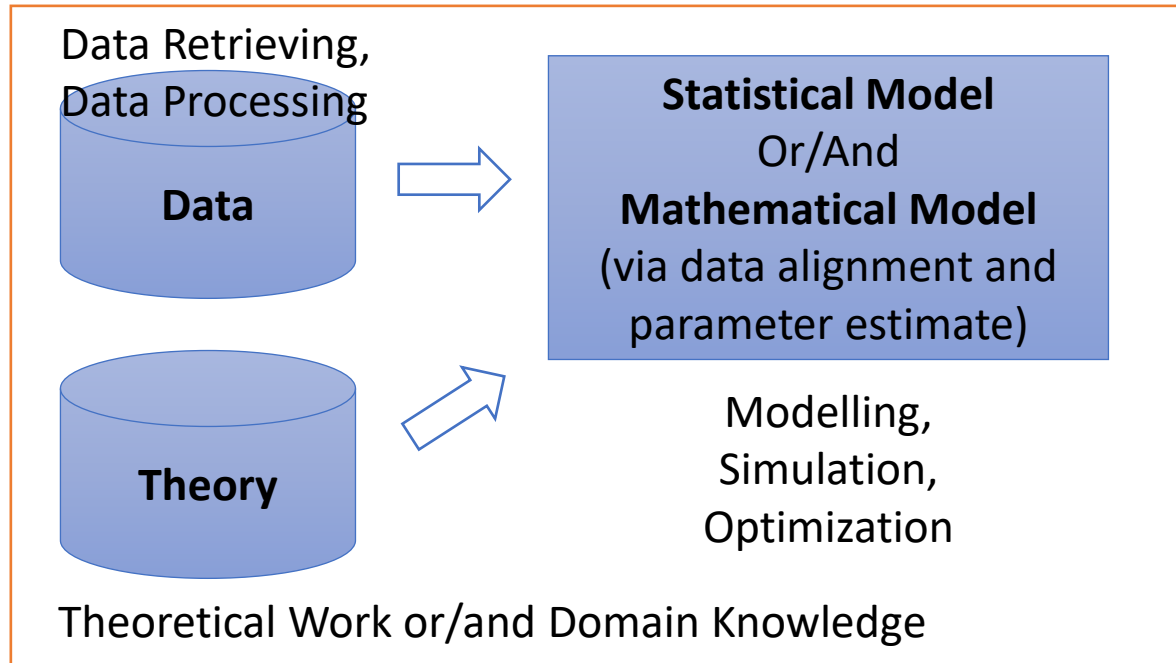 Data Retrieving,
Data Processing
Data
Statistical Model
Or/And
Mathematical Model
(via data alignment and
parameter estimate)
Theory
Modelling,
Simulation,
Optimization
Theoretical Work or/and Domain Knowledge